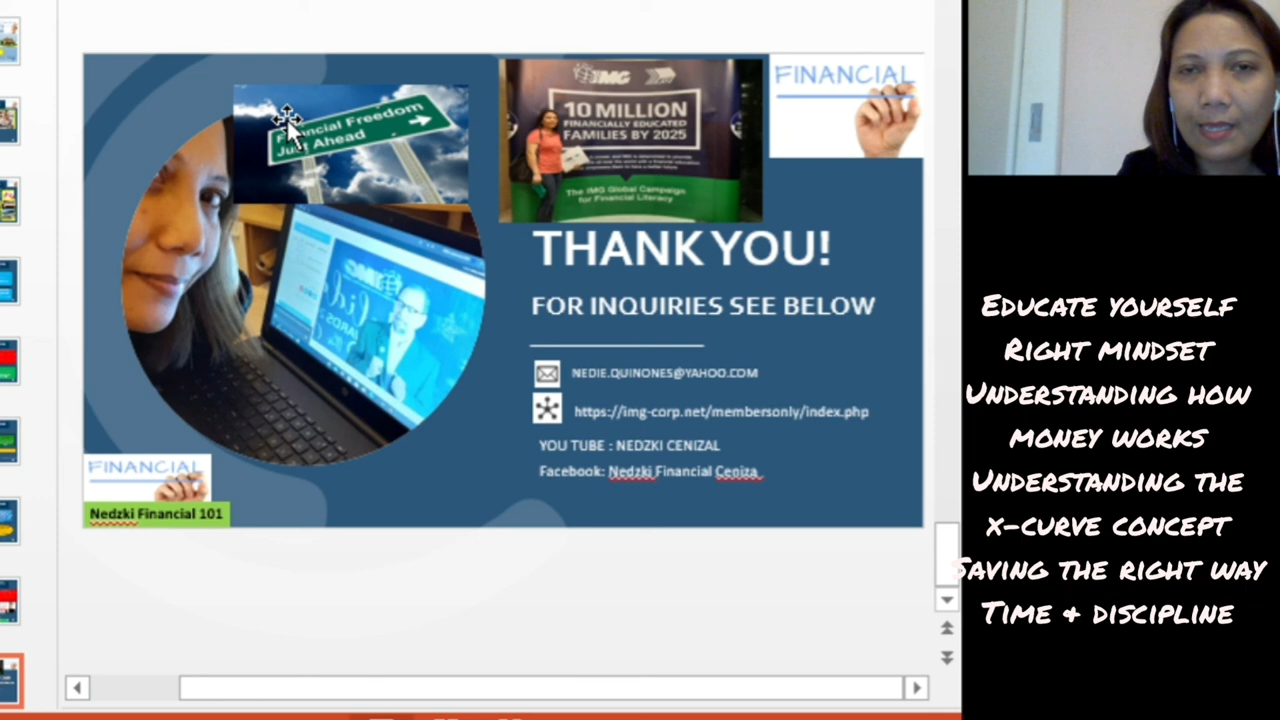 Financial Freedom
Just Ahead
IMG
10 MILLION
FINANCIALLY EDUCATED
FAMILIES BY 2025
The IMG Global Campaign
for Financial Literacy
FINANCIAL
IMG
THANK YOU!
FOR INQUIRIES SEE BELOW
NEDIE.QUINONES@YAHOO.COM
https://img-corp.net/membersonly/index.php
YOU TUBE : NEDZKI CENIZAL
Facebook: Nedzki Financial Ceniza
FINANCIAL
Nedzki Financial 101
EDUCATE YOURSELF
RIGHT MINDSET
UNDERSTANDING HOW
MONEY WORKS
UNDERSTANDING THE
X-CURVE CONCEPT
SAVING THE RIGHT WAY
TIME & DISCIPLINE